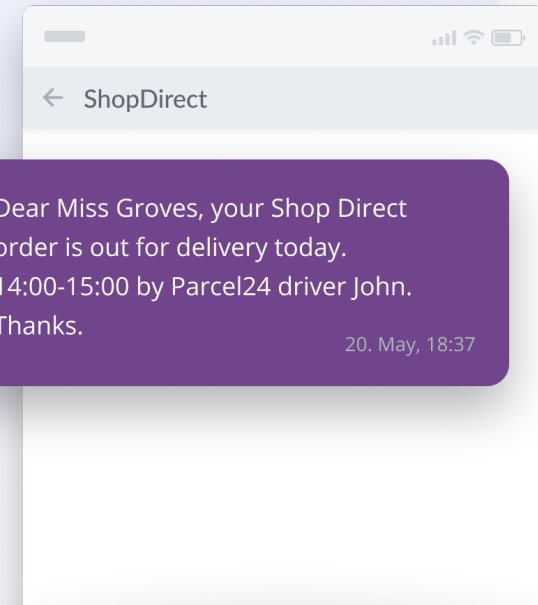 ShopDirect
Dear Miss Groves, your Shop Direct
order is out for delivery today.
14:00-15:00 by Parcel24 driver John.
Thanks.
20. May, 18:37